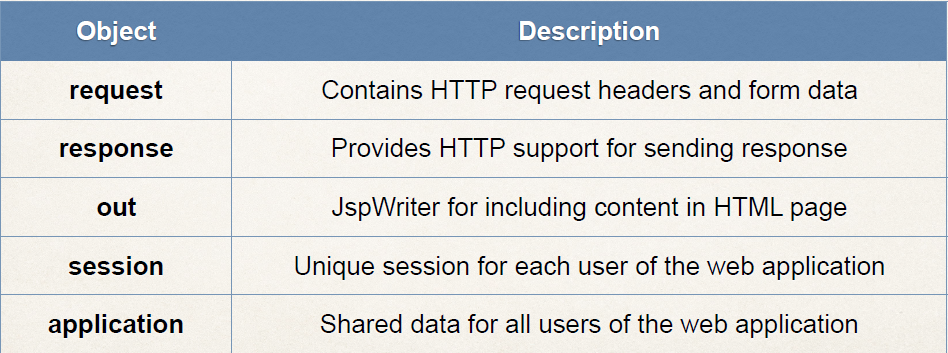 Object Description
request Contains HTTP request headers and form data
response Provides HTTP support for sending response
out JspWriter for including content in HTML page
session Unique session for each user of the web application
application Shared data for all users of the web application